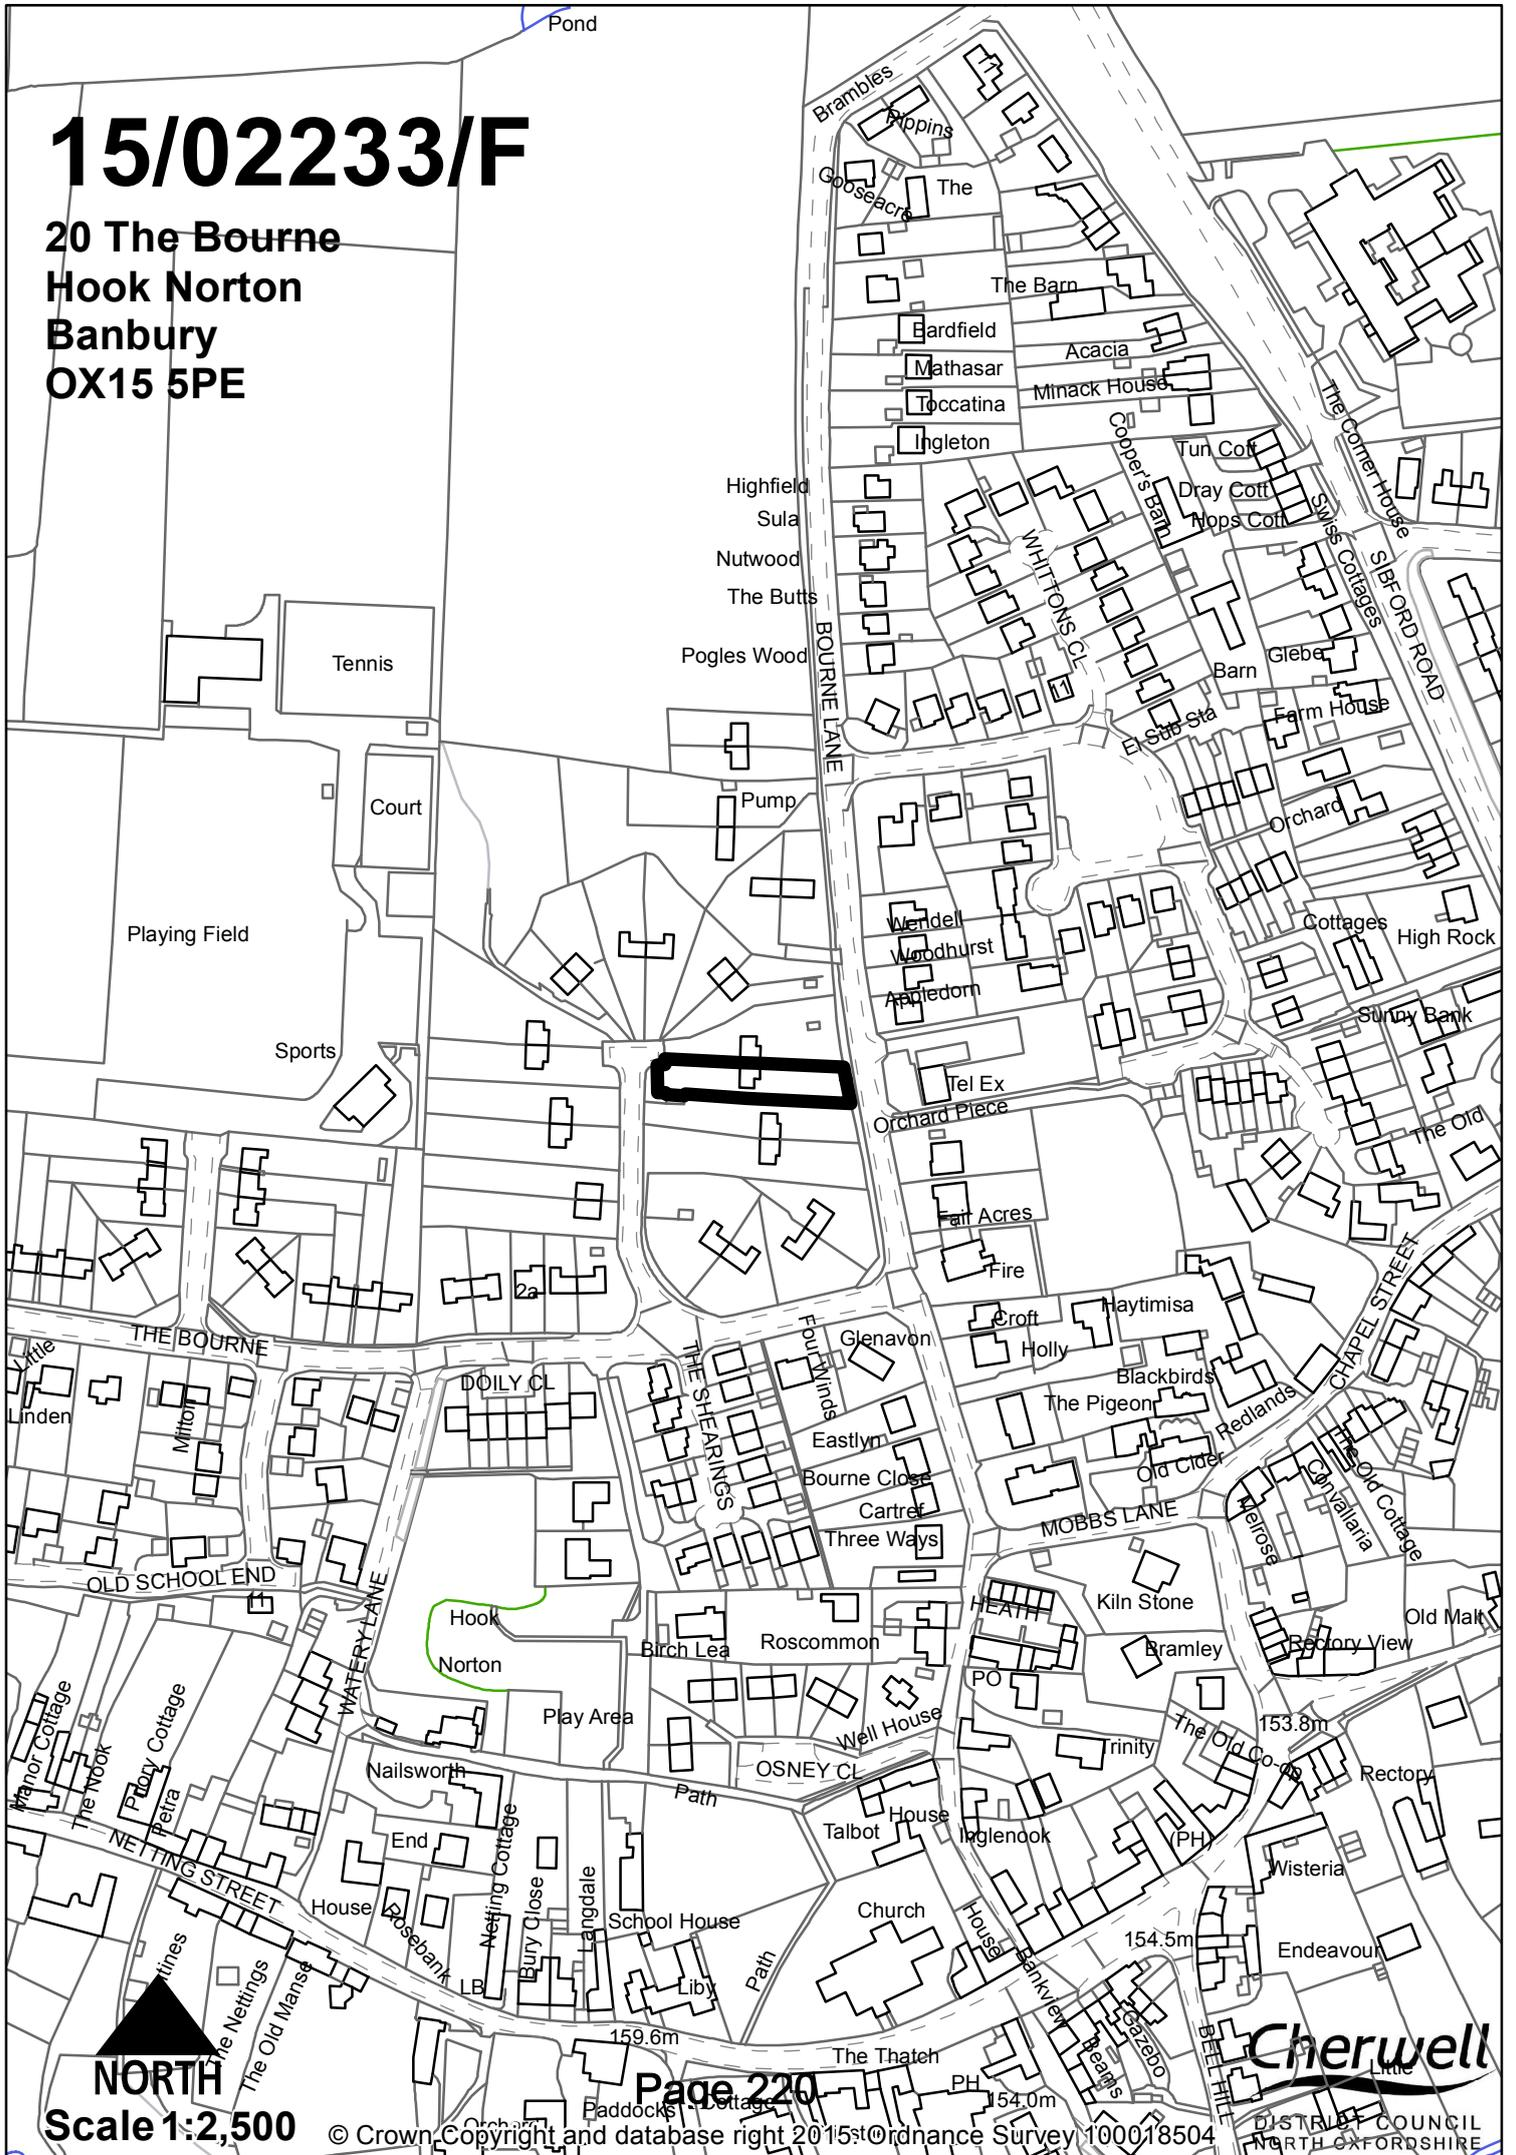 Pond
15/02233/F
20 The Bourne
Hook Norton
Banbury
OX15 5PE
Brambles
11
Pippins
Gooseacre
The
The Barn
Bardfield
Acacia
Mathasar
Minack House
Toccatina
Ingleton
Cooper's Barn
Tun Cott
The Corner House
Highfield
Dray Cott
Sula
Hops Cott
Swiss Cottages
Nutwood
WHITTONS CL
SIBFORD ROAD
The Butts
BOURNE LANE
Pogles Wood
Tennis
11
Barn
Glebe
Farm House
El Sub Sta
Pump
Court
Orchard
Playing Field
Wendell
Cottages
High Rock
Woodhurst
Appledorn
Sunny Bank
Sports
Tel Ex
Orchard Piece
The Old
Fair Acres
Fire
2a
CHAPEL STREET
Haytimisa
Croft
THE BOURNE
Little
Four Winds
Glenavon
Holly
THE SHEARINGS
Blackbirds
DOILY CL
The Pigeon
Redlands
Linden
Milton
Eastlyn
Old Cider
The Old Cottage
Bourne Close
Convallaria
Cartref
MOBBS LANE
Melrose
Three Ways
OLD SCHOOL END
11
WATERY LANE
Hook
HEATH
Kiln Stone
Old Malt
Birch Lea
Roscommon
Bramley
Rectory View
Norton
PO
Manor Cottage
The Nook
Priory Cottage
Petra
Play Area
Well House
The Old Co-op
153.8m
Trinity
Nailsworth
OSNEY CL
Rectory
Path
House
Talbot
Inglenook
(PH)
End
NETTING STREET
Wisteria
Netting Cottage
House
Rosebank
Bury Close
Langdale
School House
Church
House
154.5m
Endeavour
Path
Bankview
LB
Liby
The Nettings
The Old Manse
159.6m
Gazebo
Beams
BELL HILL
The Thatch
Cherwell
Little
NORTH
Page 220
PH
154.0m
Paddocks
Cottage
DISTRICT COUNCIL
NORTH OXFORDSHIRE
Scale 1:2,500
© Crown Copyright and database right 2015. Ordnance Survey 100018504